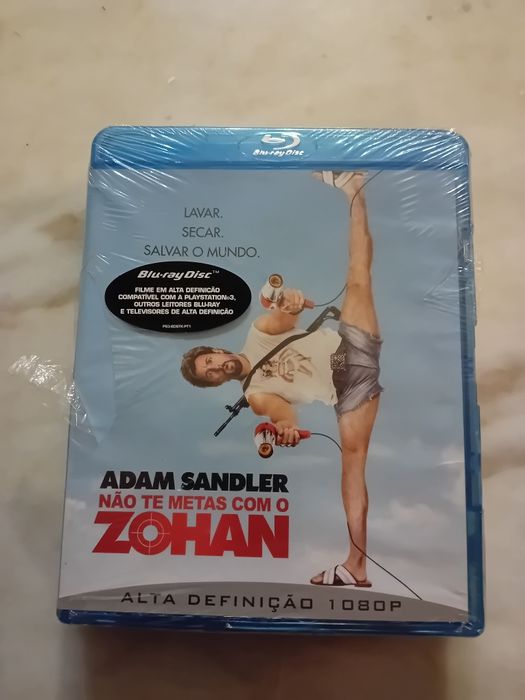 Blu-ray Disc
LAVAR.
SECAR.
SALVAR O MUNDO.
Blu-ray Disc™
FILME EM ALTA DEFINIÇÃO
COMPATÍVEL COM A PLAYSTATION®3,
OUTROS LEITORES BLU-RAY
E TELEVISORES DE ALTA DEFINIÇÃO
ADAM SANDLER
NÃO TE METAS COM O
ZOHAN
ALTA DEFINIÇÃO 1080P